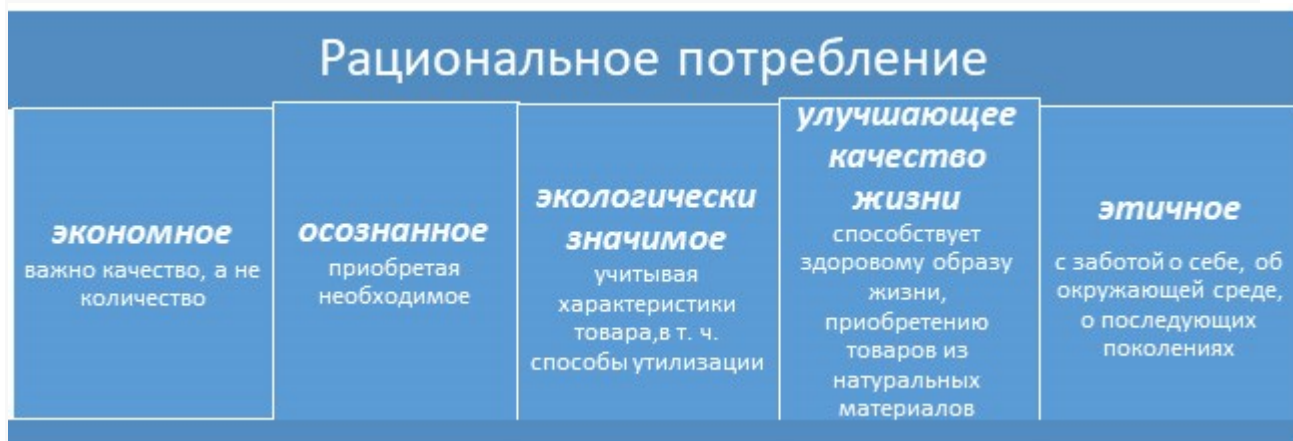 Рациональное потребление
экономное
важно качество, а не
количество
осознанное
приобретая
необходимое
экологически
значимое
учитывая
характеристики
товара,в т. ч.
способы утилизации
улучшающее
качество
жизни
способствует
здоровому образу
жизни,
приобретению
товаров из
натуральных
материалов
этичное
с заботой о себе, об
окружающей среде,
о последующих
поколениях